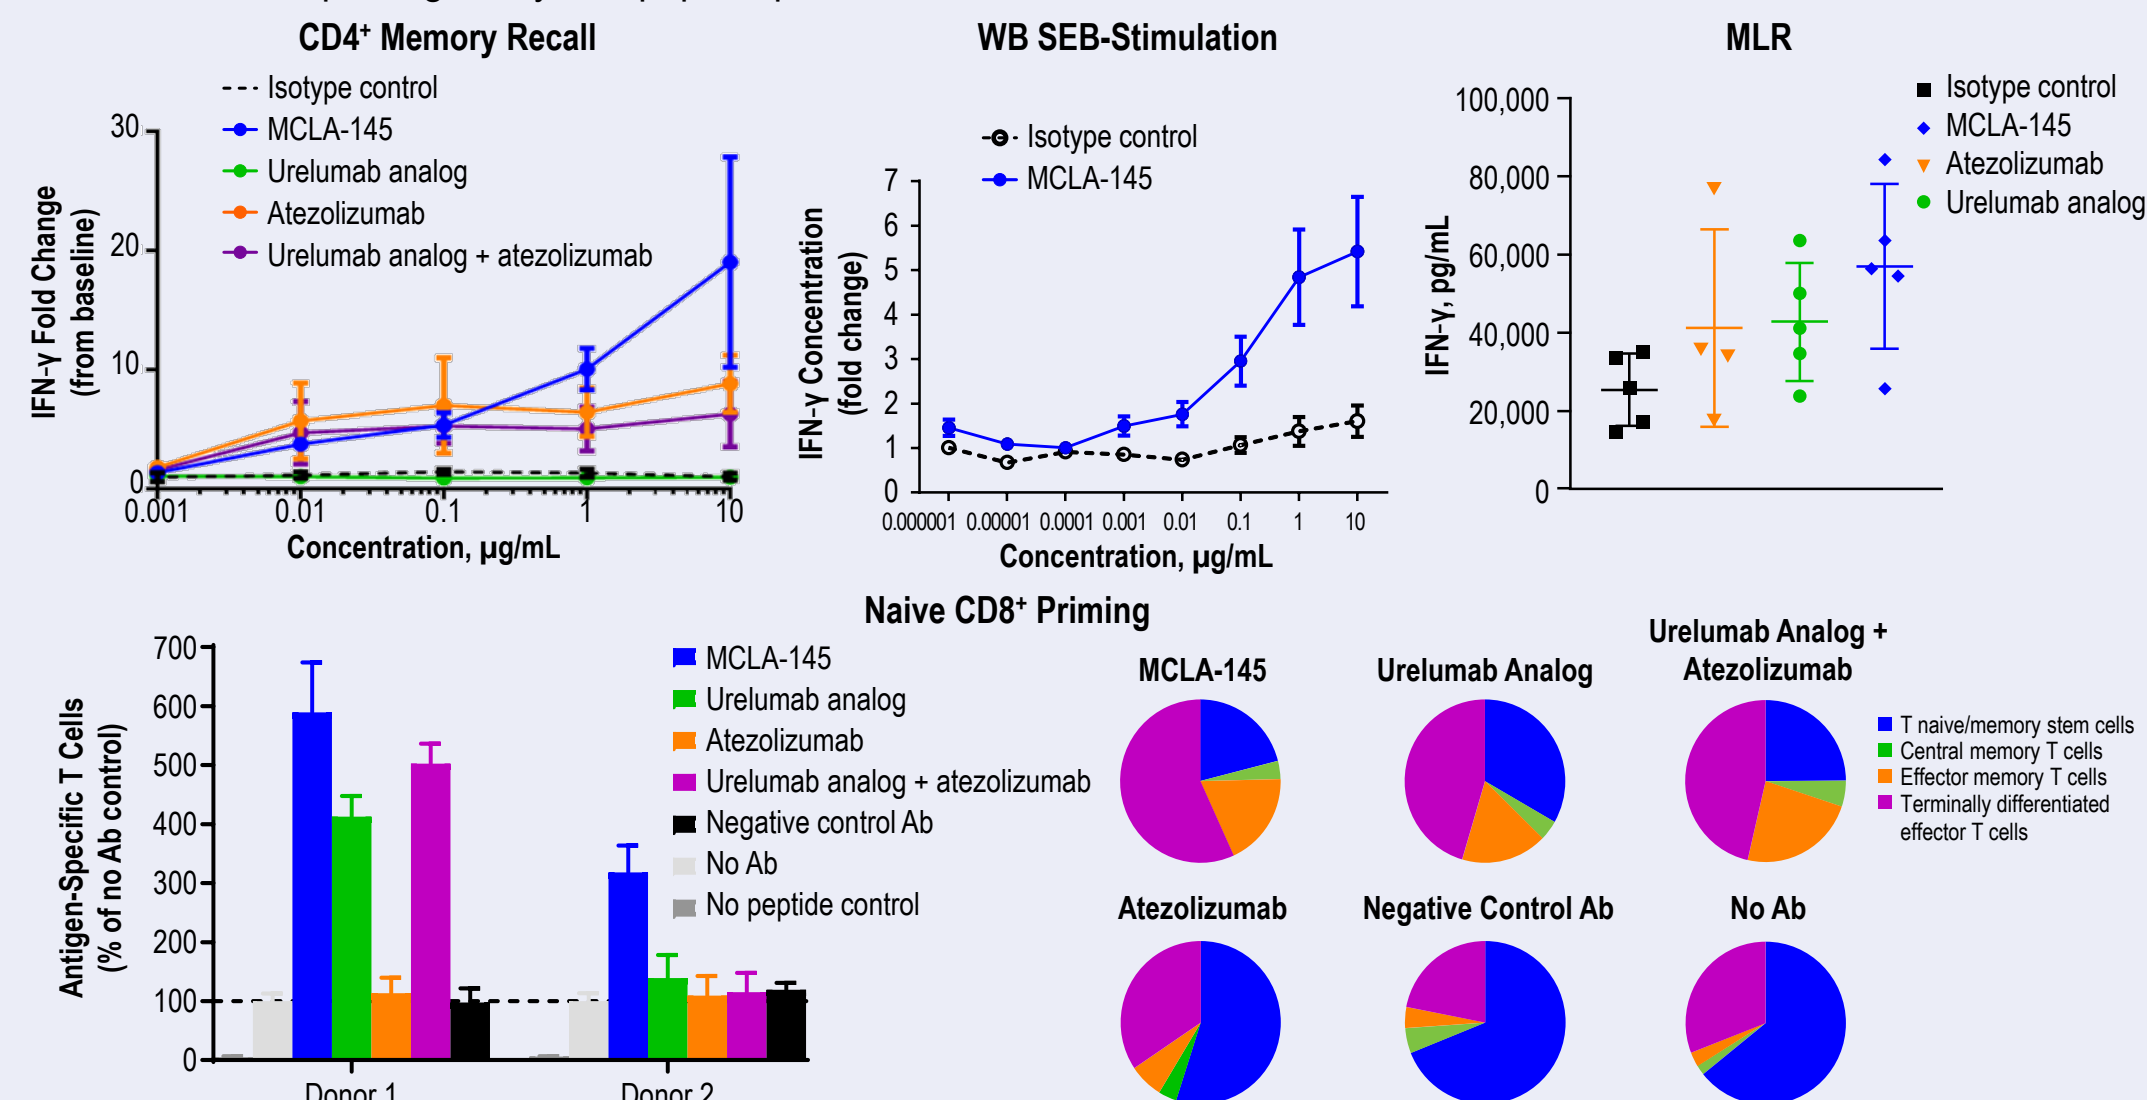 CD4+ Memory Recall
Isotype control
MCLA-145
Urelumab analog
Atezolizumab
Urelumab analog + atezolizumab
IFN-γ Fold Change
(from baseline)
30
20
10
0
0.001
0.01
0.1
1
10
Concentration, µg/mL
WB SEB-Stimulation
Isotype control
MCLA-145
IFN-γ Concentration
(fold change)
7
6
5
4
3
2
1
0
0.000001
0.00001
0.0001
0.001
0.01
0.1
1
10
Concentration, µg/mL
MLR
Isotype control
MCLA-145
Atezolizumab
Urelumab analog
IFN-γ, pg/mL
100,000
80,000
60,000
40,000
20,000
0
Naive CD8+ Priming
Antigen-Specific T Cells
(% of no Ab control)
700
600
500
400
300
200
100
0
Donor 1
Donor 2
MCLA-145
Urelumab analog
Atezolizumab
Urelumab analog + atezolizumab
Negative control Ab
No Ab
No peptide control
MCLA-145
Urelumab Analog
Urelumab Analog +
Atezolizumab
T naive/memory stem cells
Central memory T cells
Effector memory T cells
Terminally differentiated
effector T cells
Atezolizumab
Negative Control Ab
No Ab